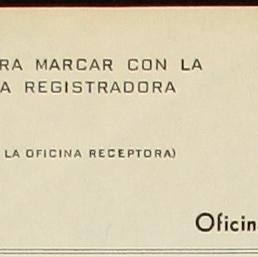 RA MARCAR CON LA
A REGISTRADORA
LA OFICINA RECEPTORA)
Oficin